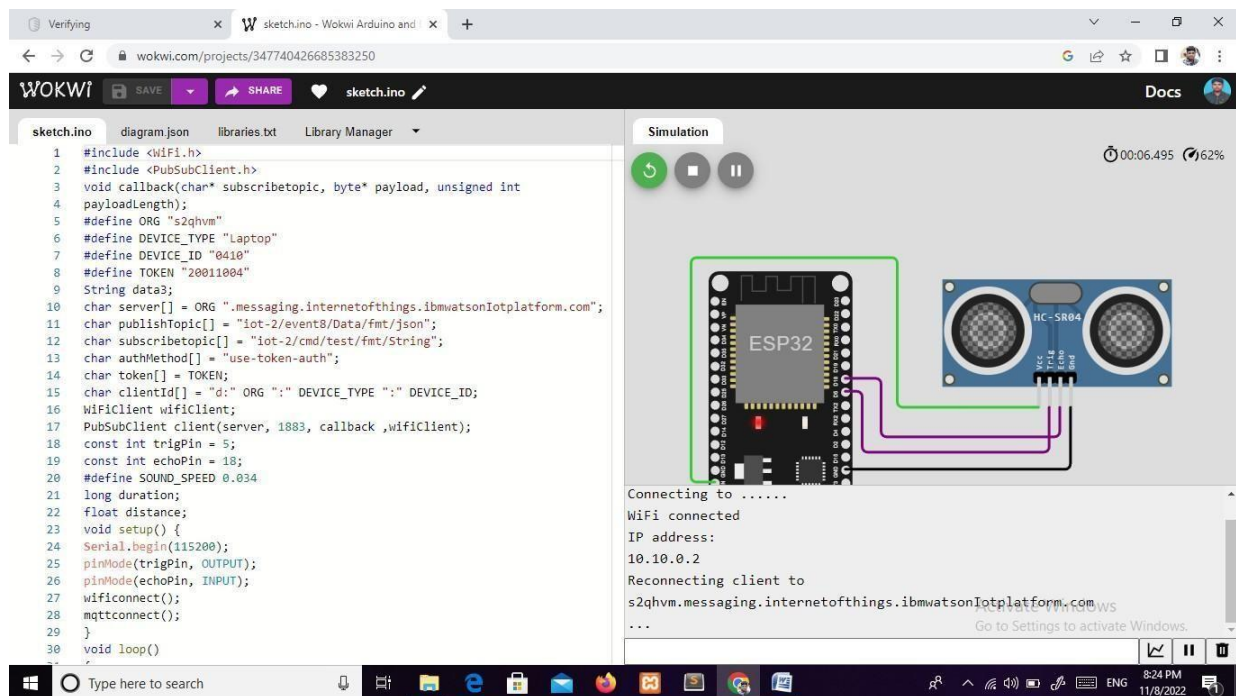 Verifying
sketch.ino - Wokwi Arduino and
wokwi.com/projects/347740426685383250
WOKWI SAVE SHARE sketch.ino Docs
sketch.ino diagram.json libraries.txt Library Manager
1 #include <WiFi.h>
2 #include <PubSubClient.h>
3 void callback(char* subscribetopic, byte* payload, unsigned int
4 payloadLength);
5 #define ORG "s2qhvm"
6 #define DEVICE_TYPE "Laptop"
7 #define DEVICE_ID "0410"
8 #define TOKEN "20011004"
9 String data3;
10 char server[] = ORG ".messaging.internetofthings.ibmwatsonIotplatform.com";
11 char publishTopic[] = "iot-2/event8/Data/fmt/json";
12 char subscribetopic[] = "iot-2/cmd/test/fmt/String";
13 char authMethod[] = "use-token-auth";
14 char token[] = TOKEN;
15 char clientId[] = "d:" ORG ":" DEVICE_TYPE ":" DEVICE_ID;
16 WiFiClient wifiClient;
17 PubSubClient client(server, 1883, callback ,wifiClient);
18 const int trigPin = 5;
19 const int echoPin = 18;
20 #define SOUND_SPEED 0.034
21 long duration;
22 float distance;
23 void setup() {
24 Serial.begin(115200);
25 pinMode(trigPin, OUTPUT);
26 pinMode(echoPin, INPUT);
27 wificonnect();
28 mqttconnect();
29 }
30 void loop()
Simulation
00:06.495 62%
ESP32
HC-SR04
Vcc
Trig
Echo
Gnd
Connecting to ......
WiFi connected
IP address:
10.10.0.2
Reconnecting client to
s2qhvm.messaging.internetofthings.ibmwatsonIotplatform.com
...
Activate Windows
Go to Settings to activate Windows.
Type here to search
ENG
8:24 PM
11/8/2022